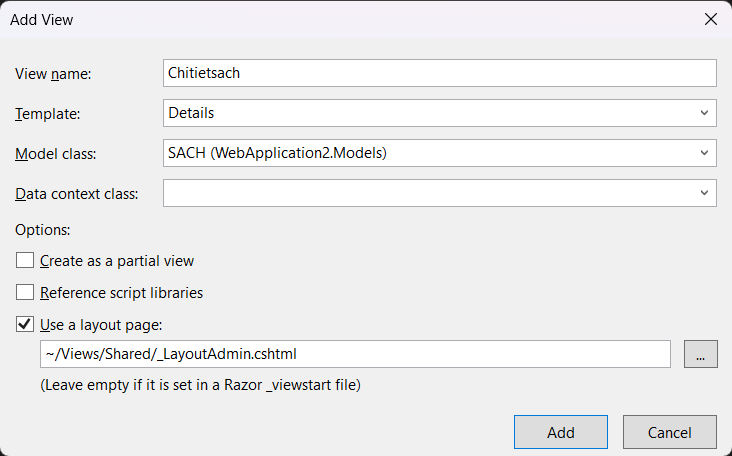 Add View
View name: Chitietsach
Template: Details
Model class: SACH (WebApplication2.Models)
Data context class:
Options:
Create as a partial view
Reference script libraries
Use a layout page:
~/Views/Shared/_LayoutAdmin.cshtml ...
(Leave empty if it is set in a Razor _viewstart file)
Add Cancel